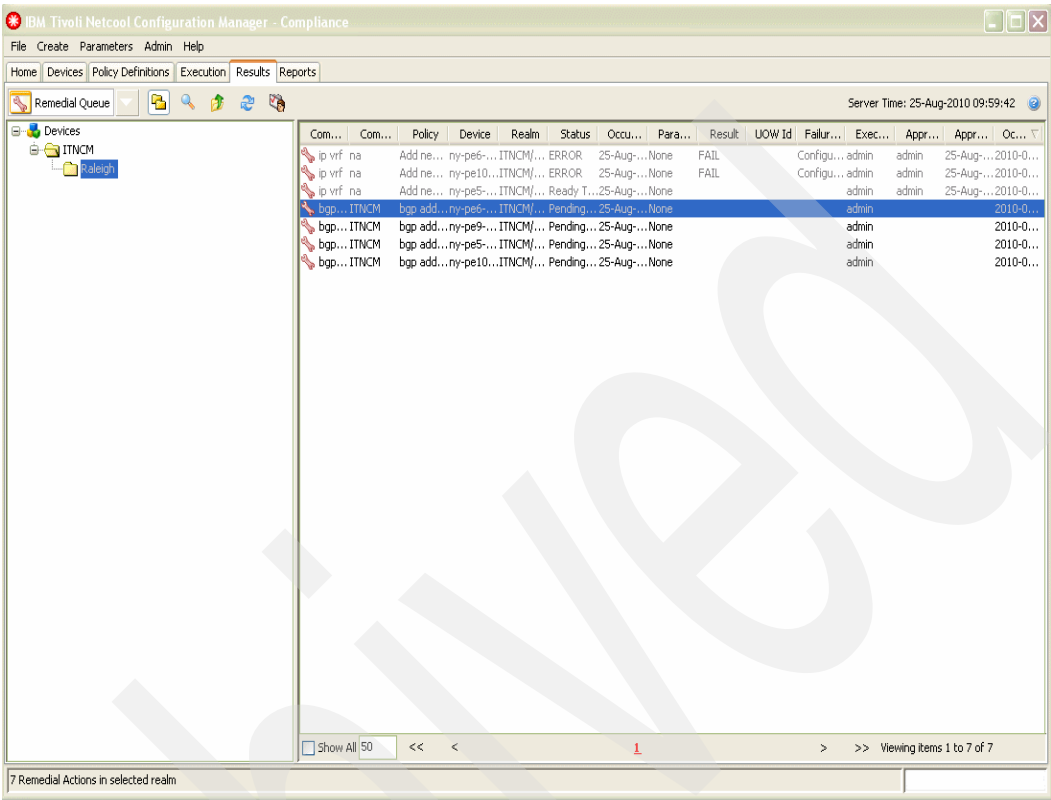 IBM Tivoli Netcool Configuration Manager - Compliance
File Create Parameters Admin Help
Home Devices Policy Definitions Execution Results Reports
Remedial Queue Server Time: 25-Aug-2010 09:59:42
Devices
ITNCM
Raleigh
Com... Com... Policy Device Realm Status Occu... Para... Result UOW Id Failur... Exec... Appr... Appr... Oc...
ip vrf na Add ne... ny-pe6-... ITNCM/... ERROR 25-Aug-... None FAIL Configu... admin admin 25-Aug-... 2010-0...
ip vrf na Add ne... ny-pe10... ITNCM/... ERROR 25-Aug-... None FAIL Configu... admin admin 25-Aug-... 2010-0...
ip vrf na Add ne... ny-pe5-... ITNCM/... Ready T... 25-Aug-... None admin admin 25-Aug-... 2010-0...
bgp... ITNCM bgp add... ny-pe6-... ITNCM/... Pending... 25-Aug-... None admin 2010-0...
bgp... ITNCM bgp add... ny-pe9-... ITNCM/... Pending... 25-Aug-... None admin 2010-0...
bgp... ITNCM bgp add... ny-pe5-... ITNCM/... Pending... 25-Aug-... None admin 2010-0...
bgp... ITNCM bgp add... ny-pe10... ITNCM/... Pending... 25-Aug-... None admin 2010-0...
Show All 50 << < 1 > >> Viewing items 1 to 7 of 7
7 Remedial Actions in selected realm
hived